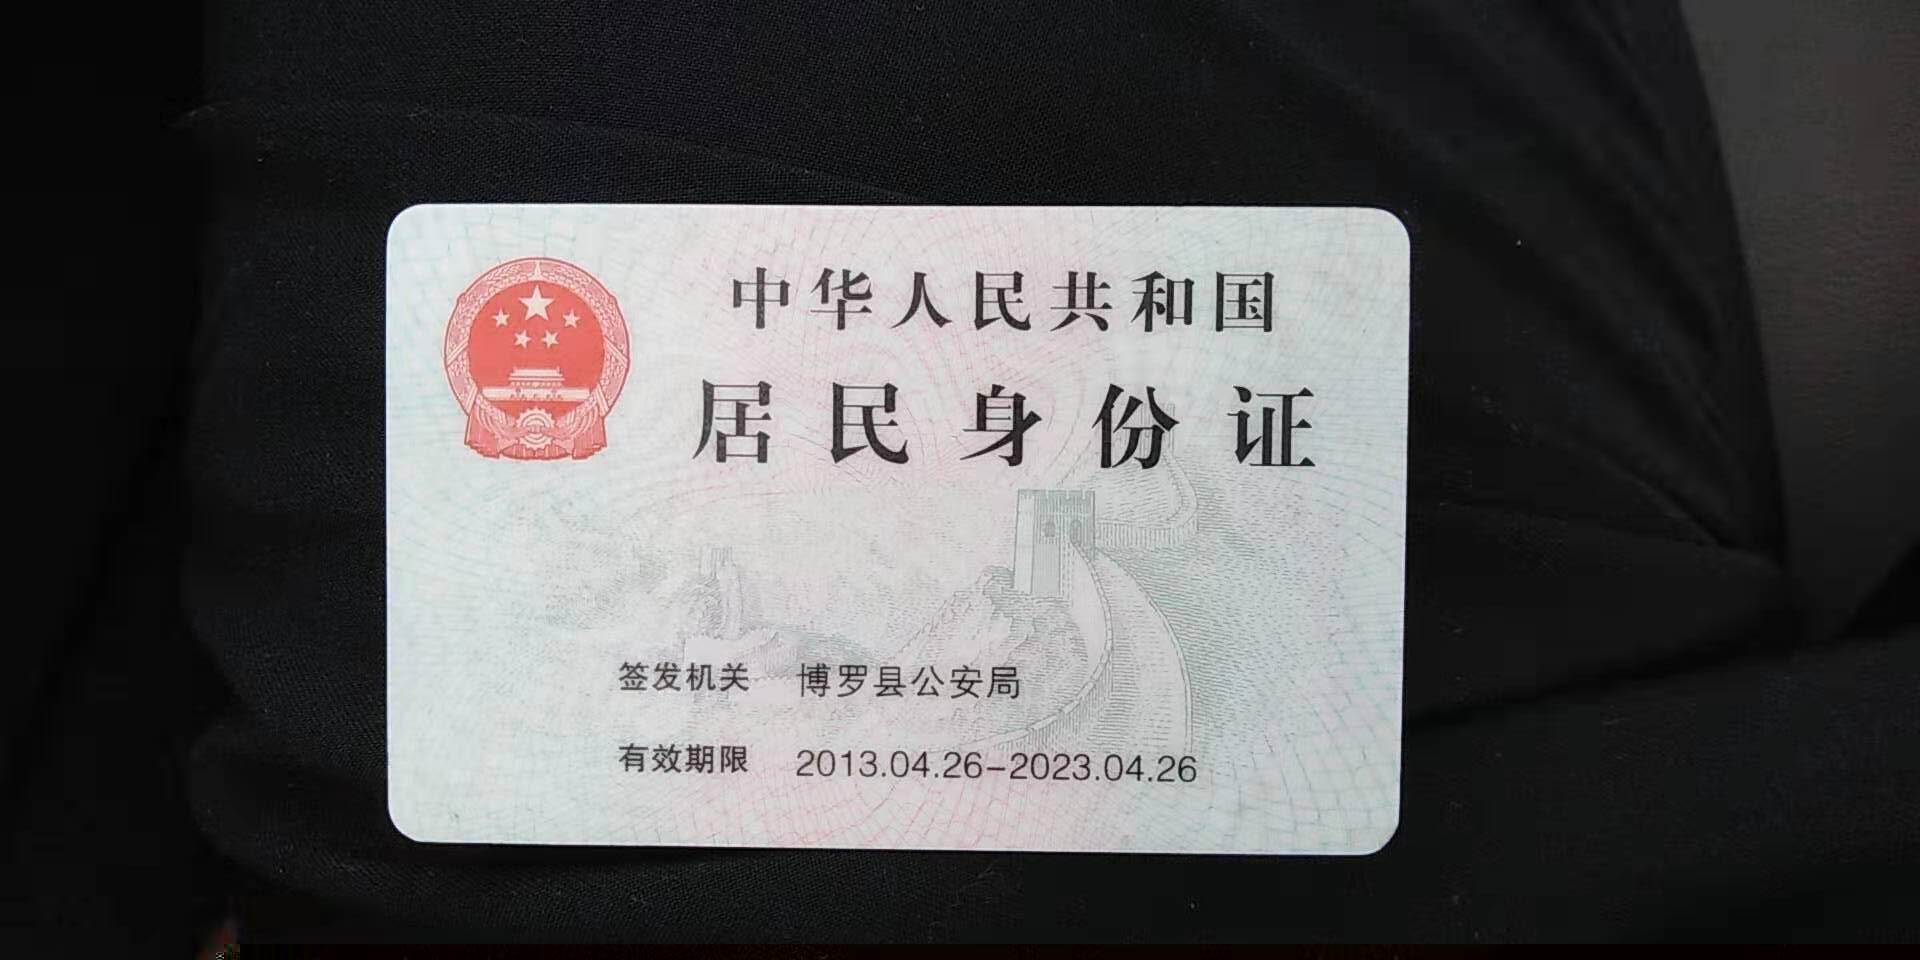 中华人民共和国
居民身份证
签发机关 博罗县公安局
有效期限 2013.04.26-2023.04.26